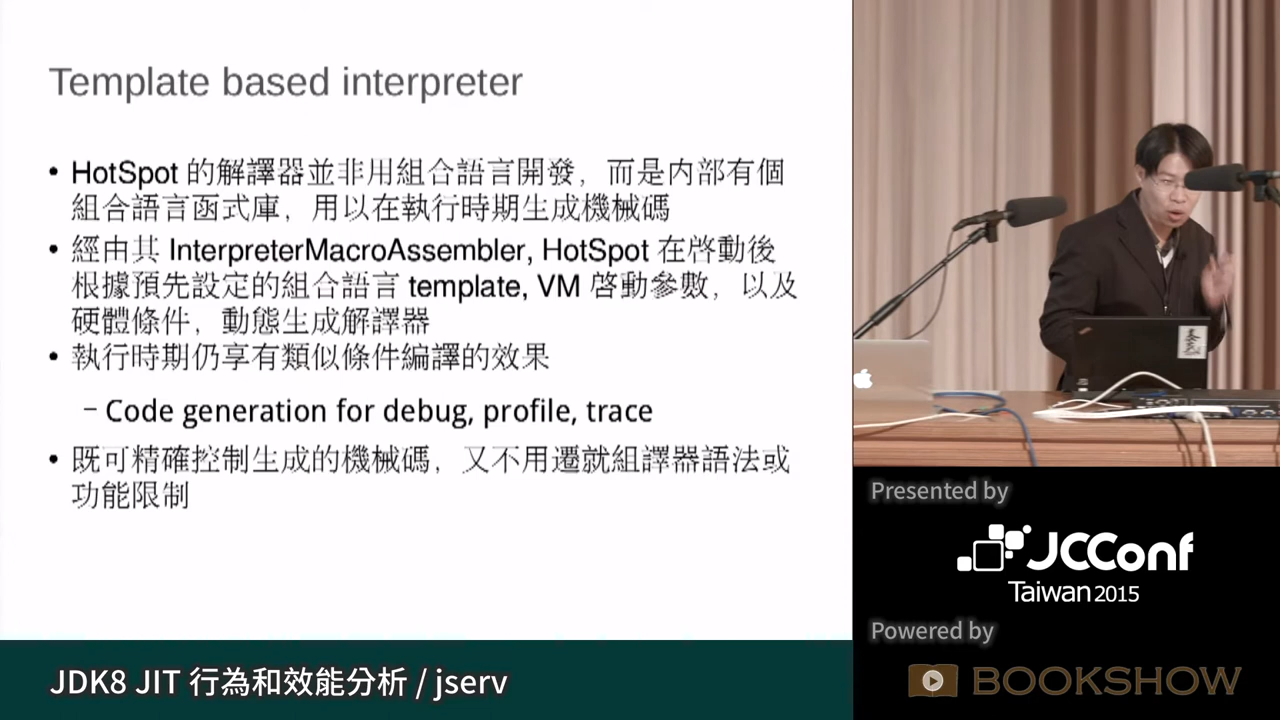 Template based interpreter
• HotSpot 的解譯器並非用組合語言開發，而是內部有個
組合語言函式庫，用以在執行時期生成機械碼
• 經由其 InterpreterMacroAssembler, HotSpot 在啓動後
根據預先設定的組合語言 template, VM 啓動參數，以及
硬體條件，動態生成解譯器
• 執行時期仍享有類似條件編譯的效果
– Code generation for debug, profile, trace
• 既可精確控制生成的機械碼，又不用遷就組譯器語法或
功能限制
JDK8 JIT 行為和效能分析 / jserv
Presented by
JCConf
Taiwan 2015
Powered by
BOOKSHOW